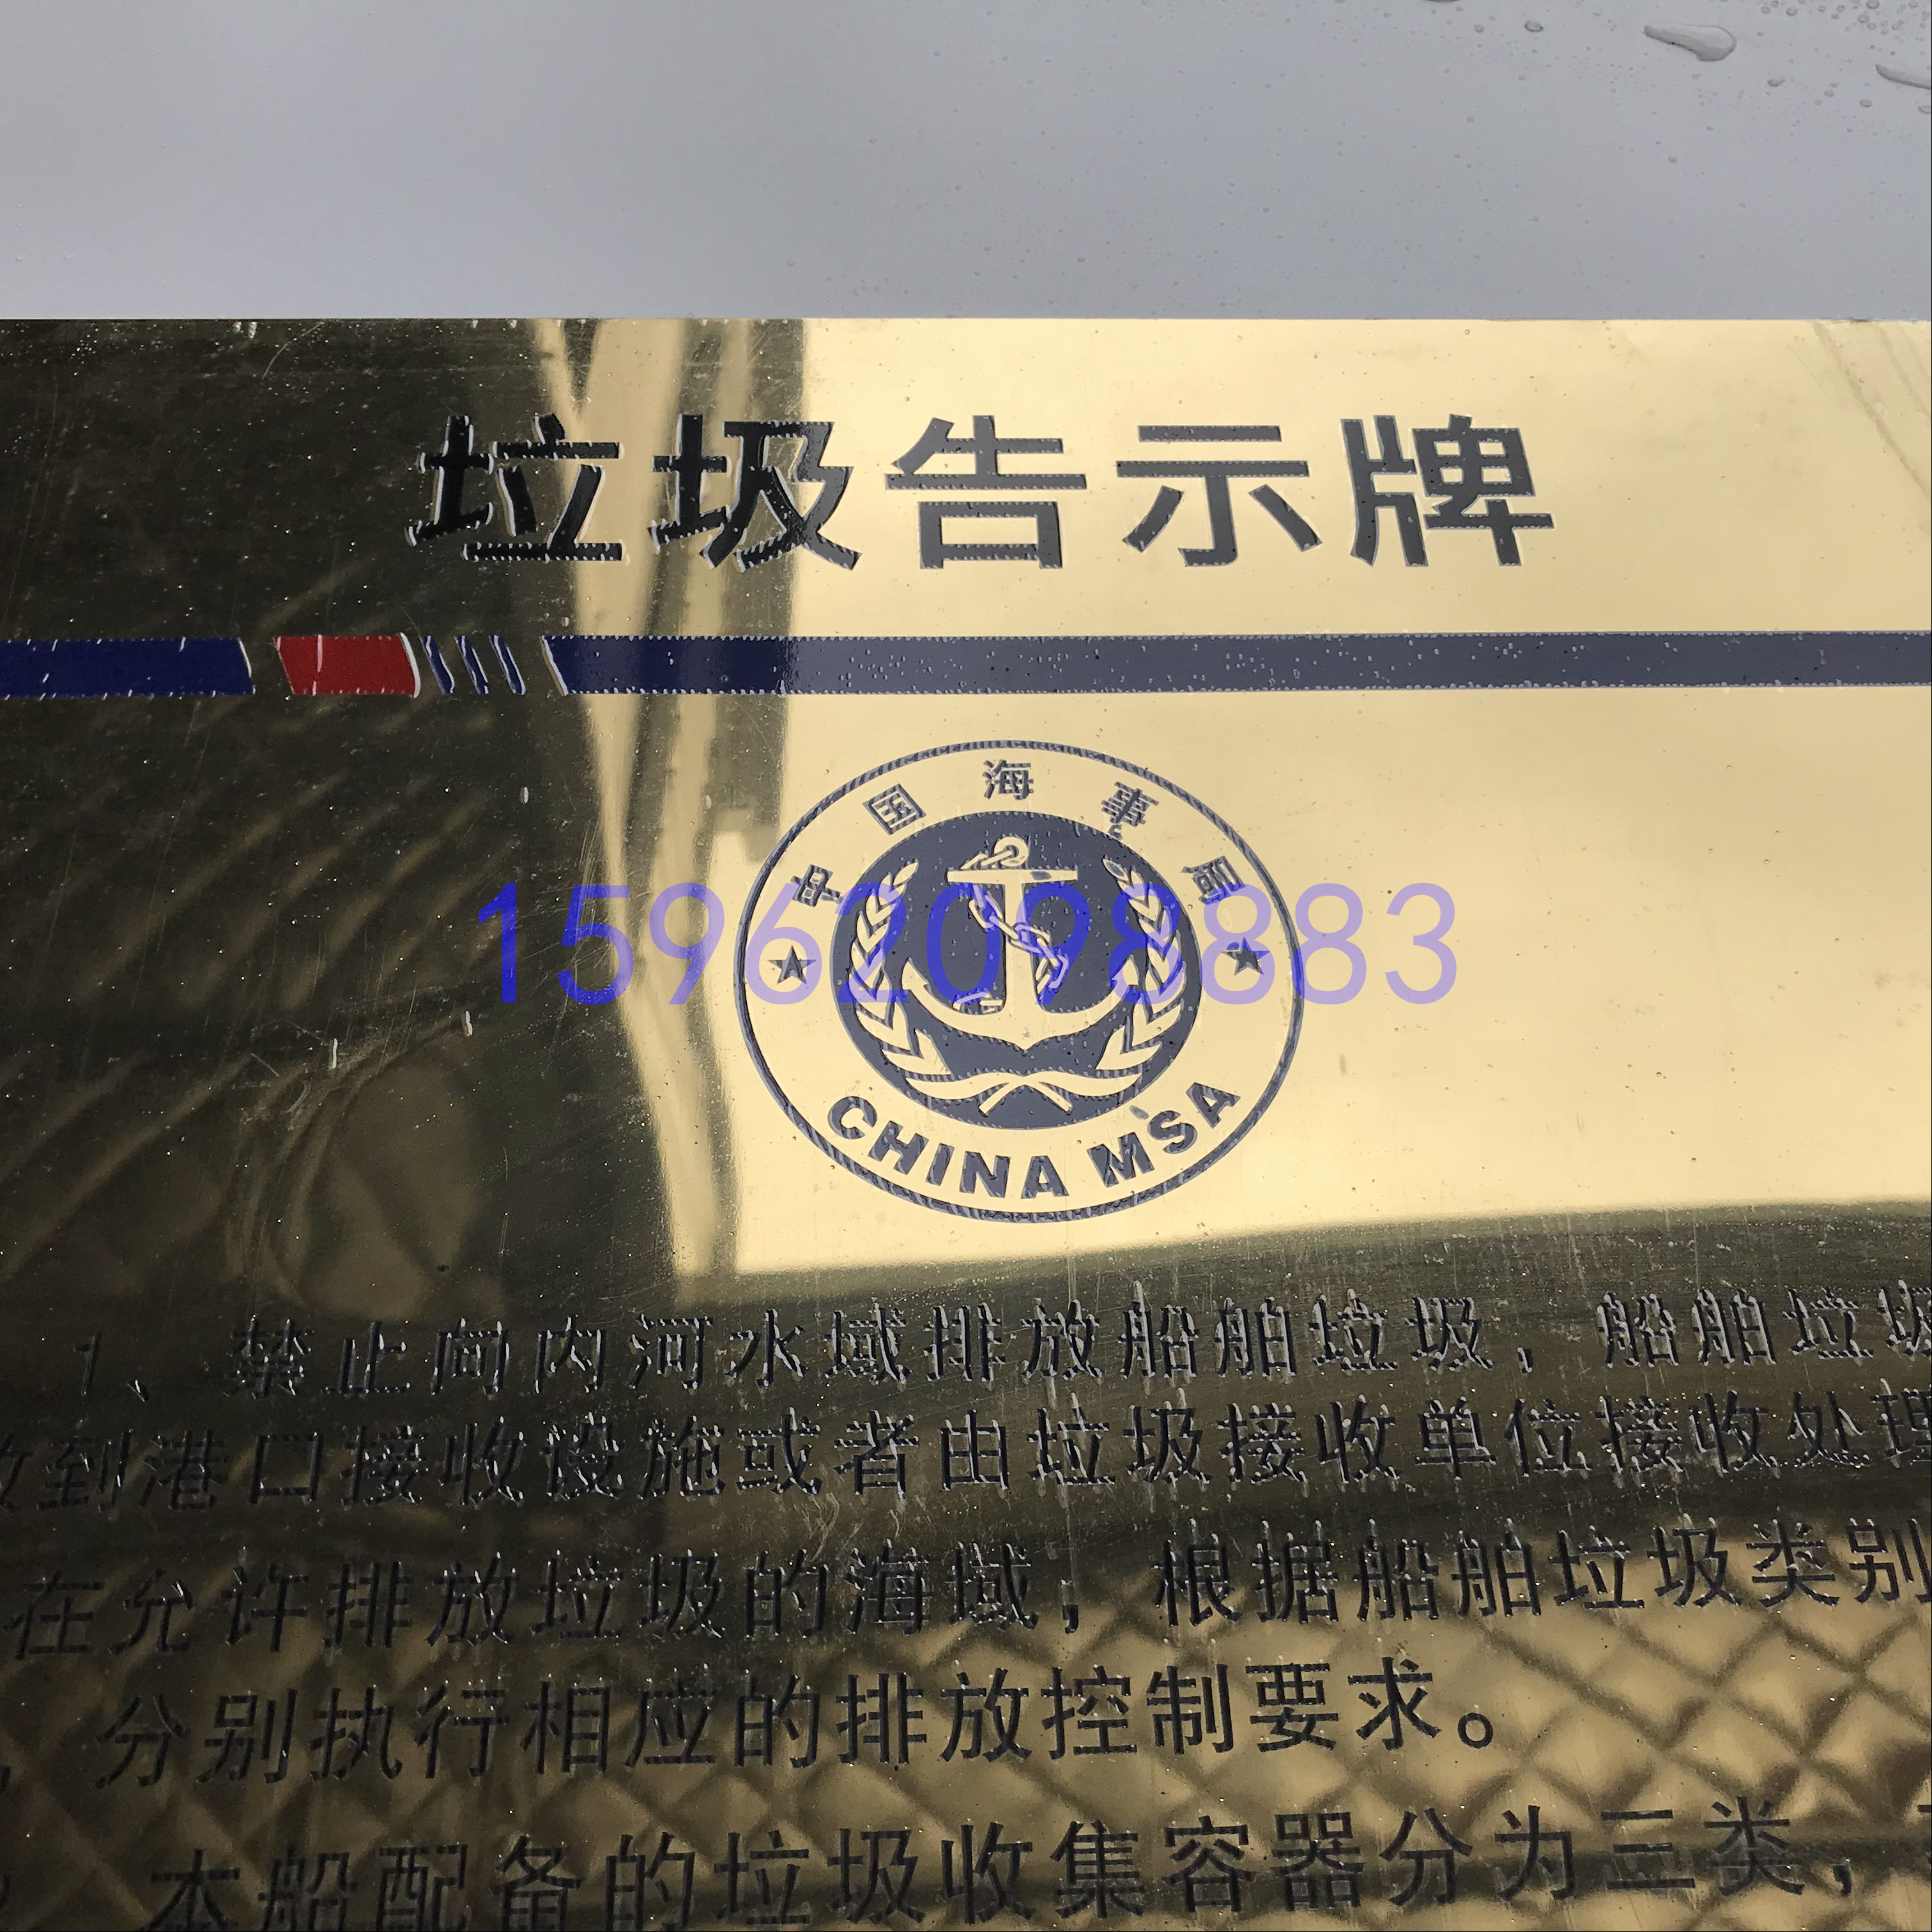 垃圾告示牌
中国海事局
15962098883
CHINA MSA
1、禁止向内河水域排放船舶垃圾，船舶垃圾
到港口接收设施或者由垃圾接收单位接收处理
在允许排放垃圾的海域，根据船舶垃圾类别
，分别执行相应的排放控制要求。
本船配备的垃圾收集容器分为三类，